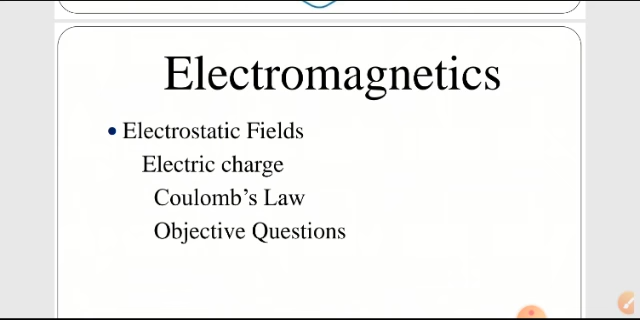 Electromagnetics
• Electrostatic Fields
Electric charge
Coulomb's Law
Objective Questions